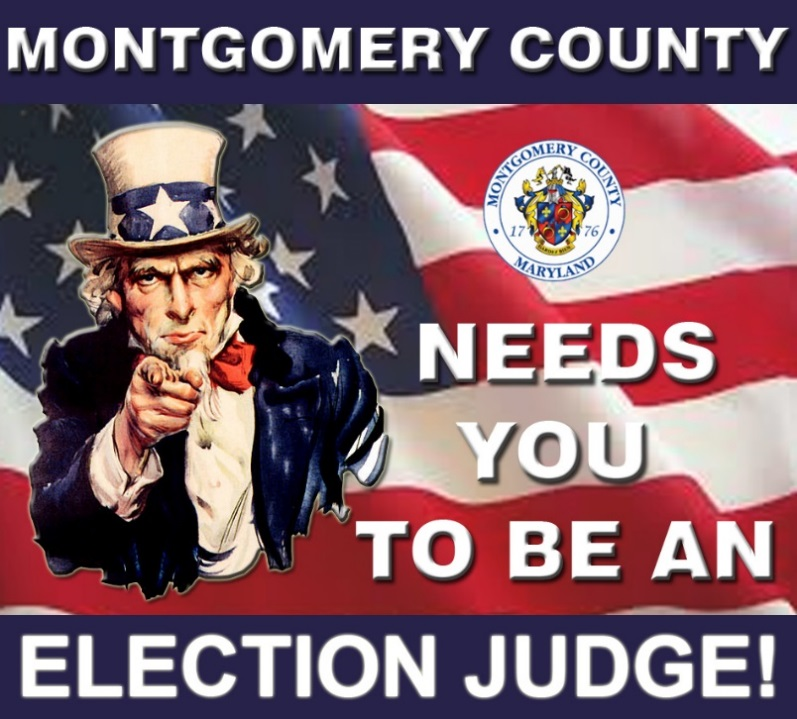 MONTGOMERY COUNTY
MONTGOMERY COUNTY
17 76
MARYLAND
NEEDS
YOU
TO BE AN
ELECTION JUDGE!